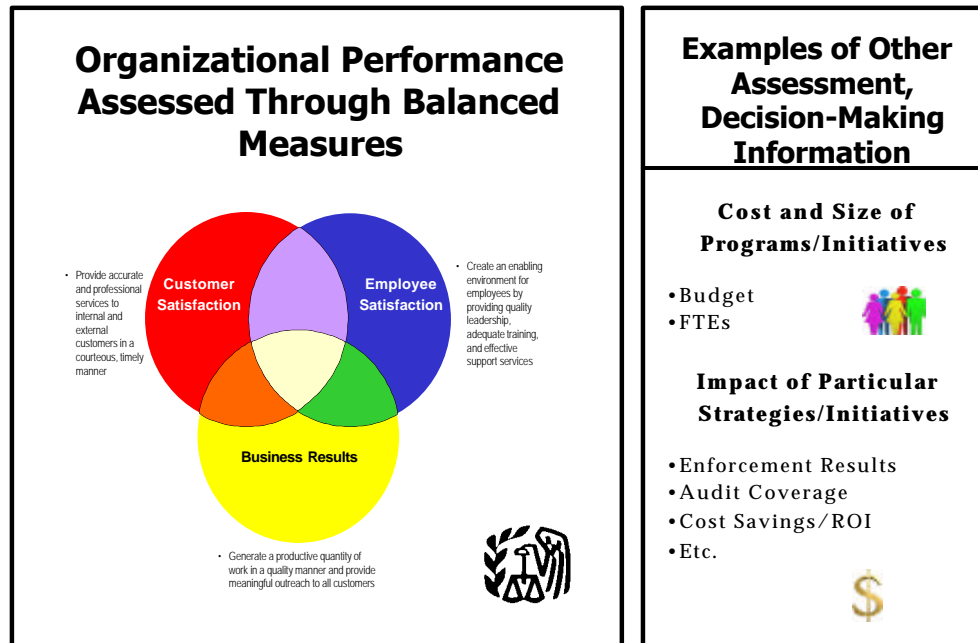 Organizational Performance
Assessed Through Balanced
Measures
• Provide accurate
and professional
services to
internal and
external
customers in a
courteous, timely
manner
Customer
Satisfaction
Employee
Satisfaction
• Create an enabling
environment for
employees by
providing quality
leadership,
adequate training,
and effective
support services
Business Results
• Generate a productive quantity of
work in a quality manner and provide
meaningful outreach to all customers
Examples of Other
Assessment,
Decision-Making
Information
Cost and Size of
Programs/Initiatives
•Budget
•FTEs
Impact of Particular
Strategies/Initiatives
•Enforcement Results
•Audit Coverage
•Cost Savings/ROI
•Etc.
$